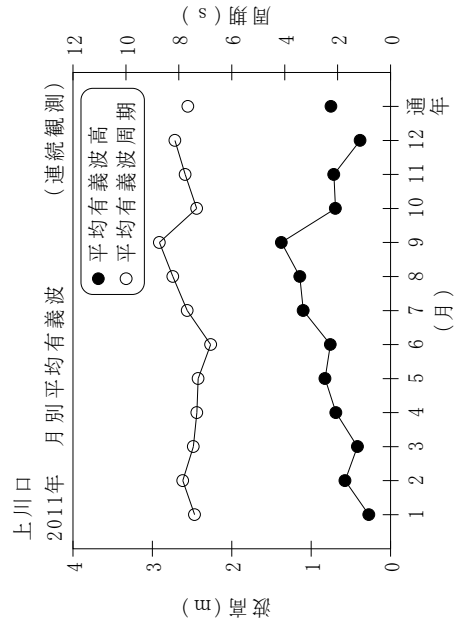 上川口
2011年　月別平均有義波　(連続観測)
●平均有義波高
○平均有義波周期
波高(m)
4
3
2
1
0
周期(s)
12
10
8
6
4
2
0
1 2 3 4 5 6 7 8 9 10 11 12 通年
(月)